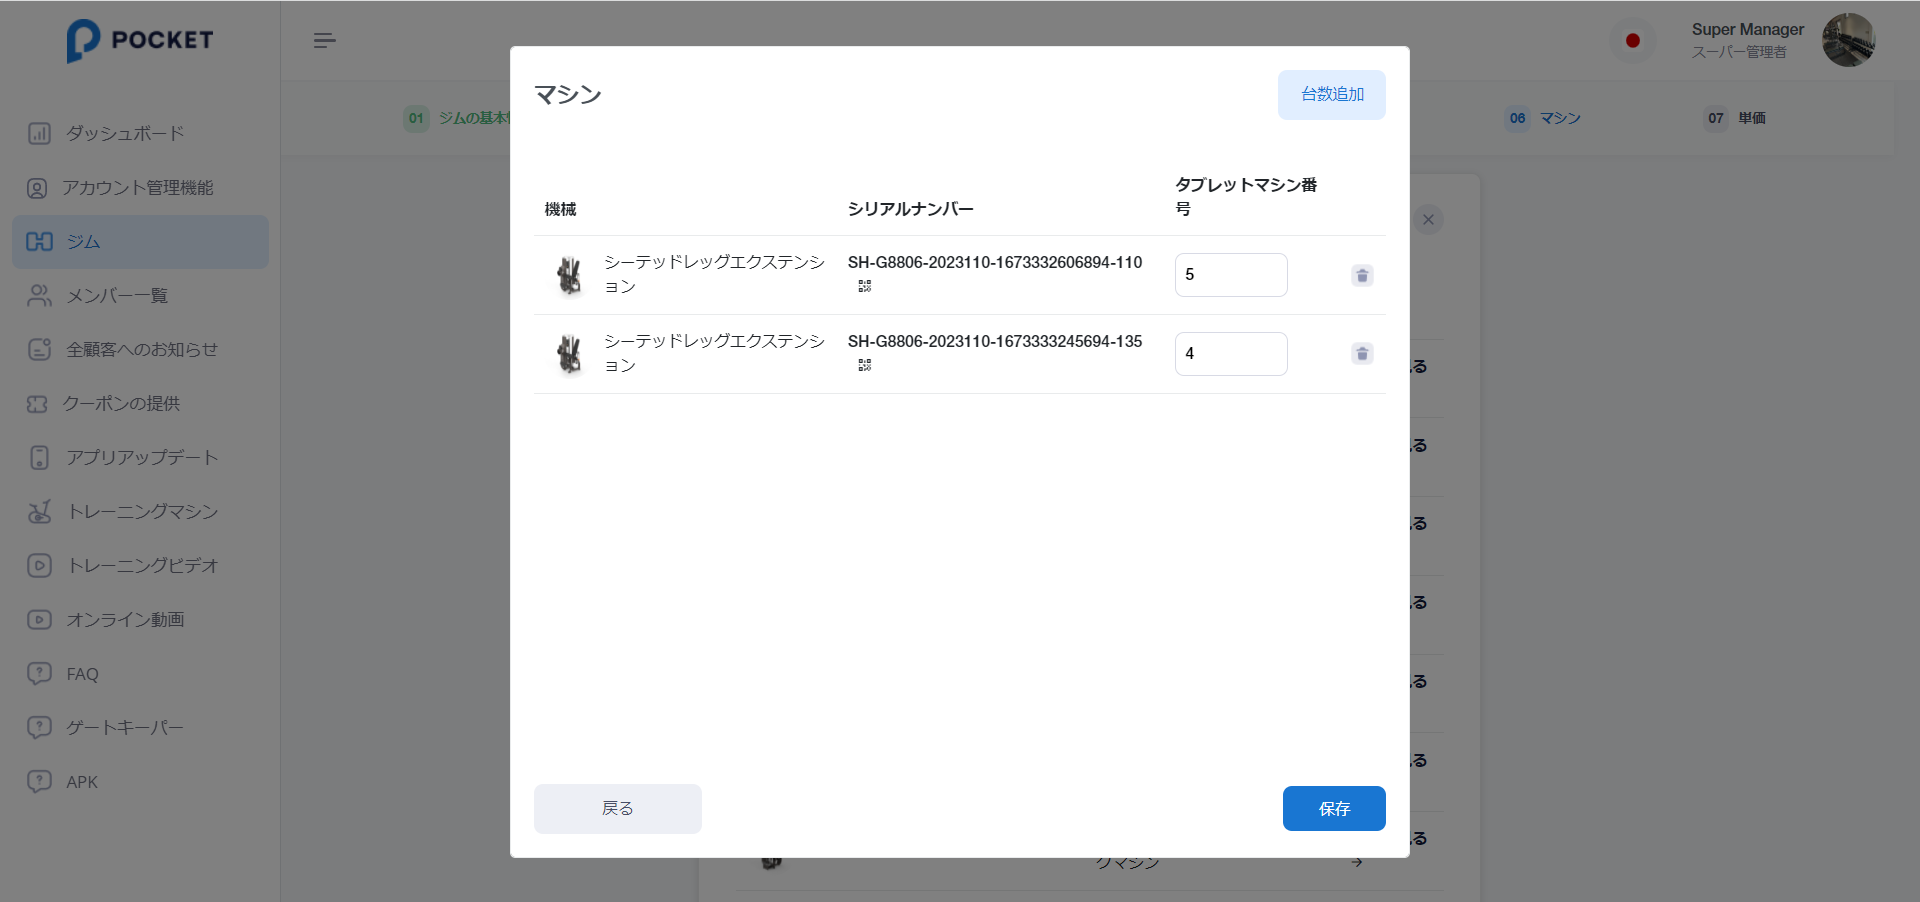 POCKET
Super Manager
スーパー管理者
ダッシュボード
アカウント管理機能
ジム
メンバー一覧
全顧客へのお知らせ
クーポンの提供
アプリアップデート
トレーニングマシン
トレーニングビデオ
オンライン動画
FAQ
ゲートキーパー
APK
01 ジムの基本
06 マシン
07 単価
マシン
台数追加
機械
シリアルナンバー
タブレットマシン番
号
シーテッドレッグエクステンシ
ョン
SH-G8806-2023110-1673332606894-110
5
シーテッドレッグエクステンシ
ョン
SH-G8806-2023110-1673333245694-135
4
戻る
保存
る
る
る
る
る
る
る
グマシン